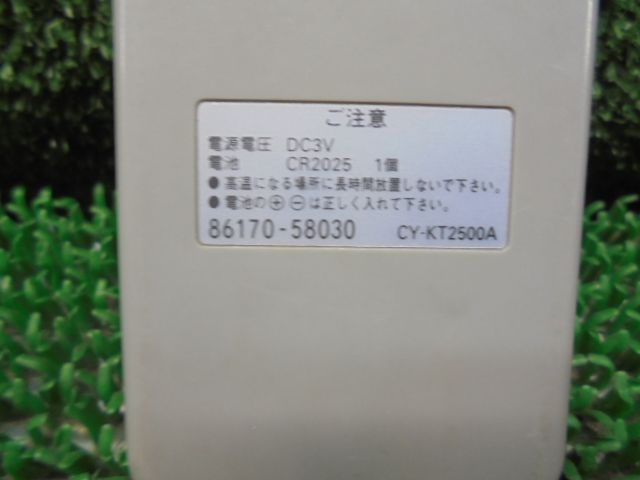 ご注意
電源電圧 DC3V
電池 CR2025 1個
●高温になる場所に長時間放置しないで下さい。
●電池の⊕⊖は正しく入れて下さい。
86170-58030 CY-KT2500A